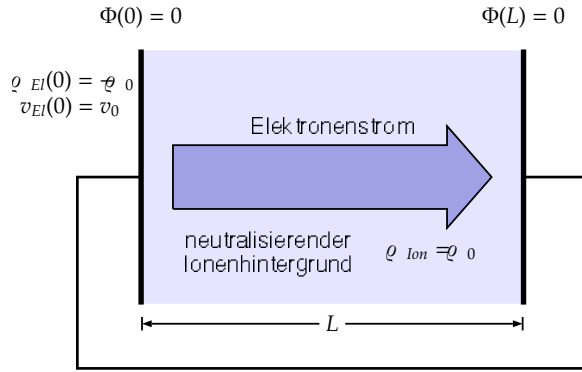 Φ(0) = 0
Φ(L) = 0
ϱ El(0) = -ϱ 0
vEl(0) = v0
Elektronenstrom
neutralisierender
Ionenhintergrund
ϱ Ion = ϱ 0
L